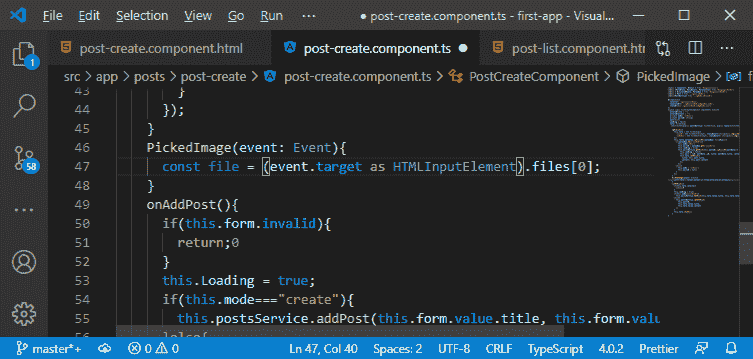 File Edit Selection View Go Run ... ● post-create.component.ts - first-app - Visual...
post-create.component.html post-create.component.ts ● post-list.component.htm
src > app > posts > post-create > post-create.component.ts > PostCreateComponent > PickedImage > f
43 }
44 });
45 }
46 PickedImage(event: Event){
47 const file = (event.target as HTMLInputElement).files[0];
48 }
49 onAddPost(){
50 if(this.form.invalid){
51 return;0
52 }
53 this.Loading = true;
54 if(this.mode==="create"){
55 this.postsService.addPost(this.form.value.title, this.form.valu
56 }else{
1
58
master*+ 0 0 Ln 47, Col 40 Spaces: 2 UTF-8 CRLF TypeScript 4.0.2 Prettier